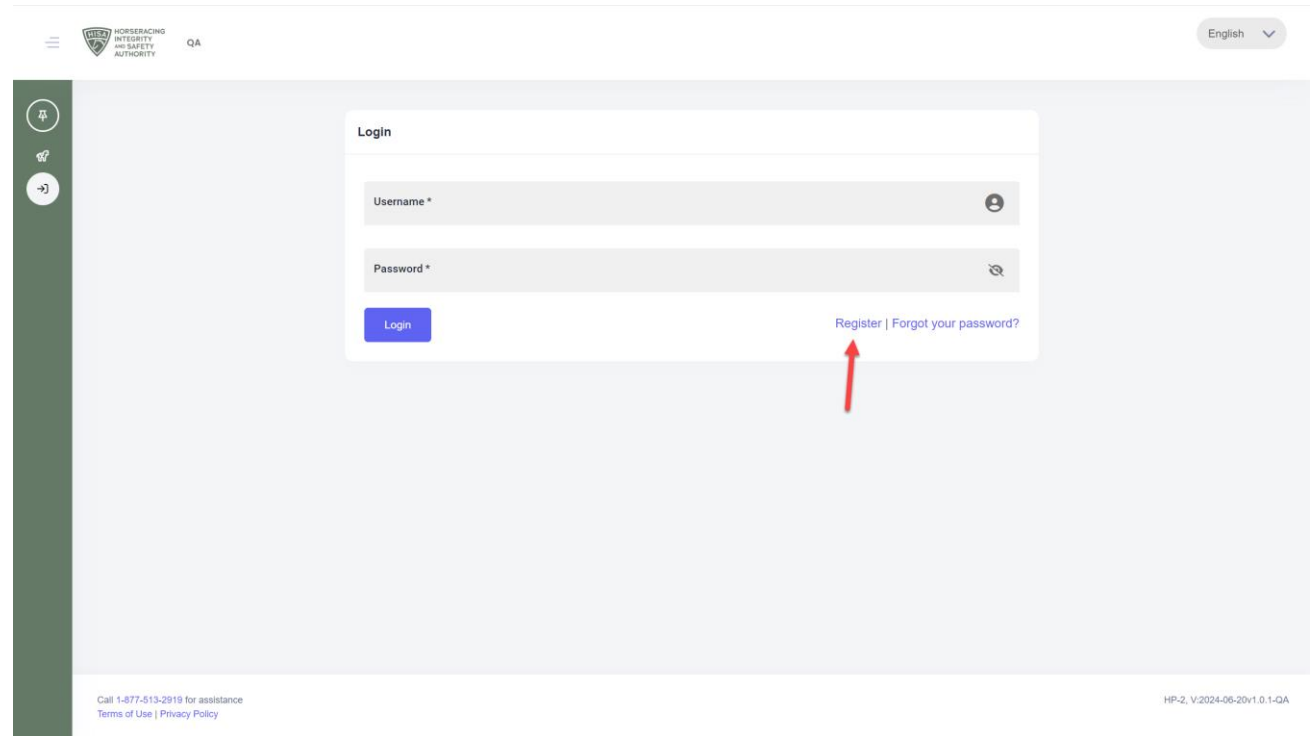 HISA
HORSERACING
INTEGRITY
AND SAFETY
AUTHORITY
QA
English
Login
Username *
Password *
Login
Register | Forgot your password?
Call 1-877-513-2919 for assistance
Terms of Use | Privacy Policy
HP-2, V:2024-06-20v1.0.1-QA